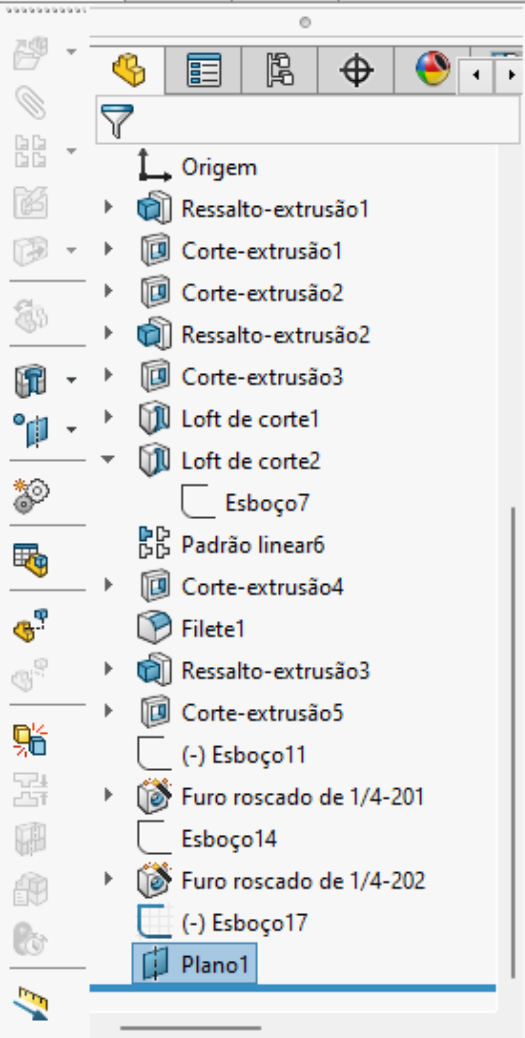 Origem
Ressalto-extrusão1
Corte-extrusão1
Corte-extrusão2
Ressalto-extrusão2
Corte-extrusão3
Loft de corte1
Loft de corte2
Esboço7
Padrão linear6
Corte-extrusão4
Filete1
Ressalto-extrusão3
Corte-extrusão5
(-) Esboço11
Furo roscado de 1/4-201
Esboço14
Furo roscado de 1/4-202
(-) Esboço17
Plano1